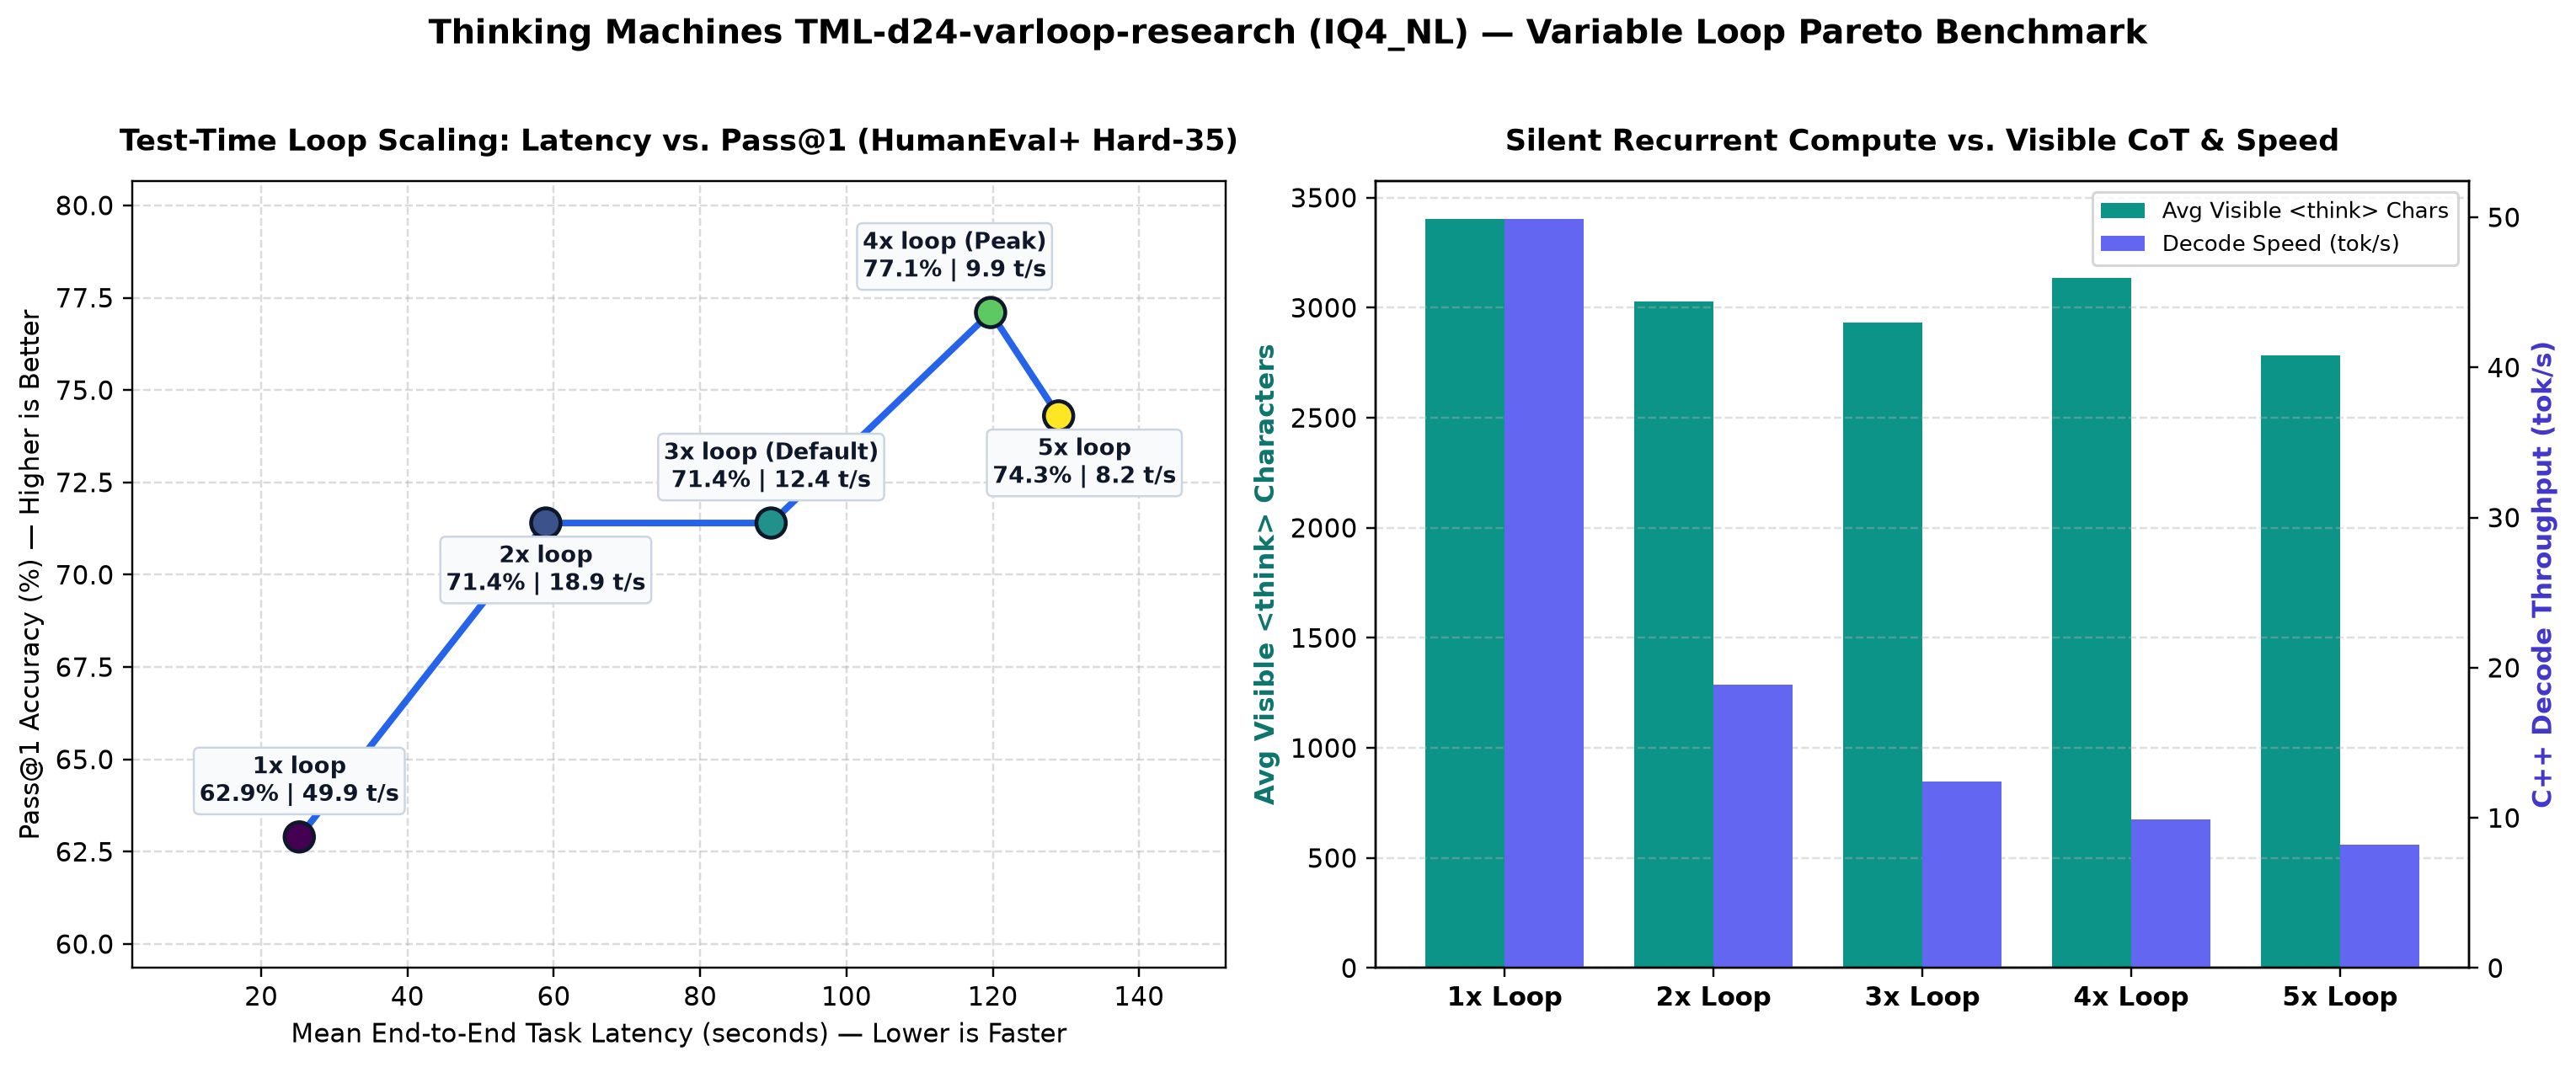 Thinking Machines TML-d24-varloop-research (IQ4_NL) — Variable Loop Pareto Benchmark
Test-Time Loop Scaling: Latency vs. Pass@1 (HumanEval+ Hard-35)
Pass@1 Accuracy (%) — Higher is Better
80.0
77.5
75.0
72.5
70.0
67.5
65.0
62.5
60.0
4x loop (Peak)
77.1% | 9.9 t/s
3x loop (Default)
71.4% | 12.4 t/s
5x loop
74.3% | 8.2 t/s
2x loop
71.4% | 18.9 t/s
1x loop
62.9% | 49.9 t/s
20
40
60
80
100
120
140
Mean End-to-End Task Latency (seconds) — Lower is Faster
Silent Recurrent Compute vs. Visible CoT & Speed
Avg Visible <think> Characters
3500
3000
2500
2000
1500
1000
500
0
Avg Visible <think> Chars
Decode Speed (tok/s)
50
40
30
20
10
0
C++ Decode Throughput (tok/s)
1x Loop
2x Loop
3x Loop
4x Loop
5x Loop